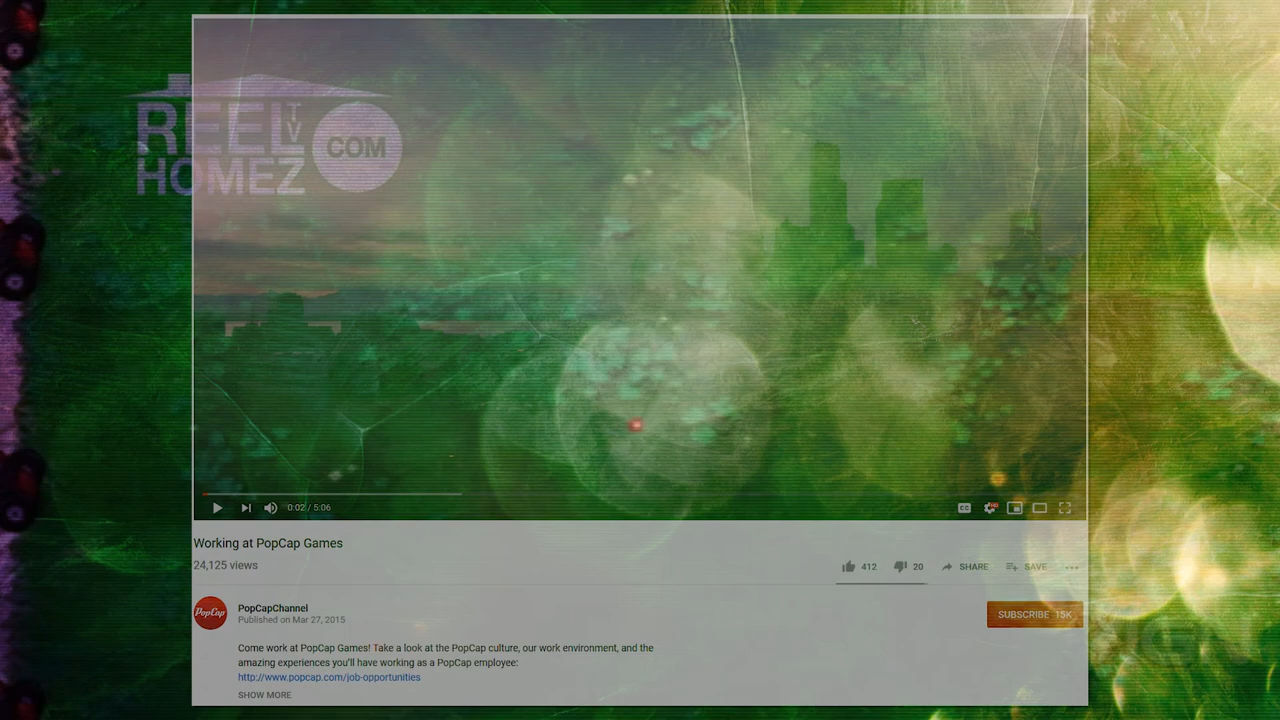 REEL TV
HOMEZ COM
0:02 / 5:06
CC HD
Working at PopCap Games
24,125 views
412 20 SHARE SAVE
PopCap
PopCapChannel
Published on Mar 27, 2015
SUBSCRIBE 15K
Come work at PopCap Games! Take a look at the PopCap culture, our work environment, and the
amazing experiences you'll have working as a PopCap employee:
http://www.popcap.com/job-opportunities
SHOW MORE